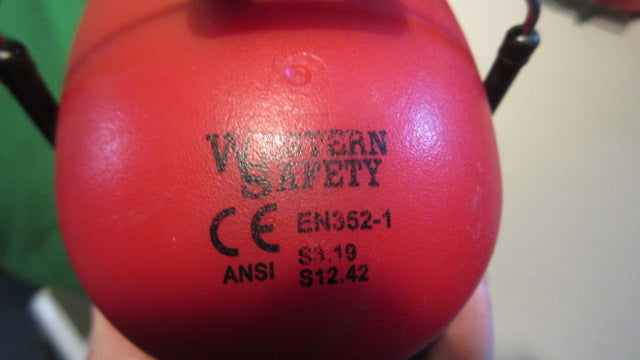 WESTERN
SAFETY
CE EN352-1
S3.19
ANSI S12.42